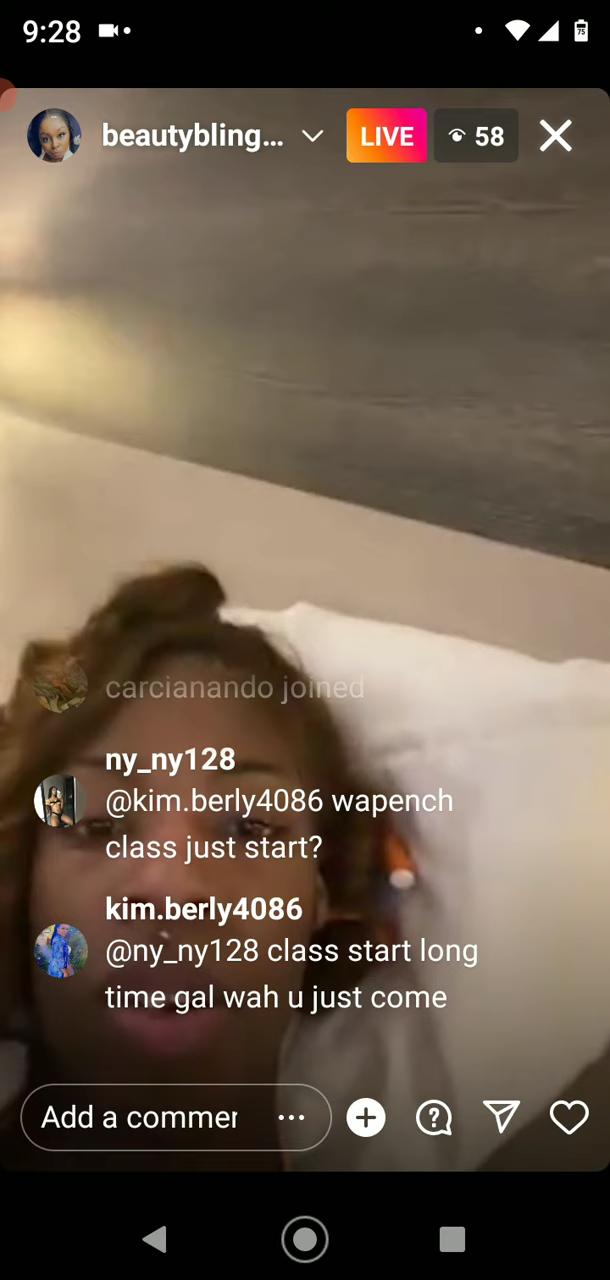 9:28
75
beautybling...
LIVE
58
carcianando joined
ny_ny128
@kim.berly4086 wapench
class just start?
kim.berly4086
@ny_ny128 class start long
time gal wah u just come
Add a commer